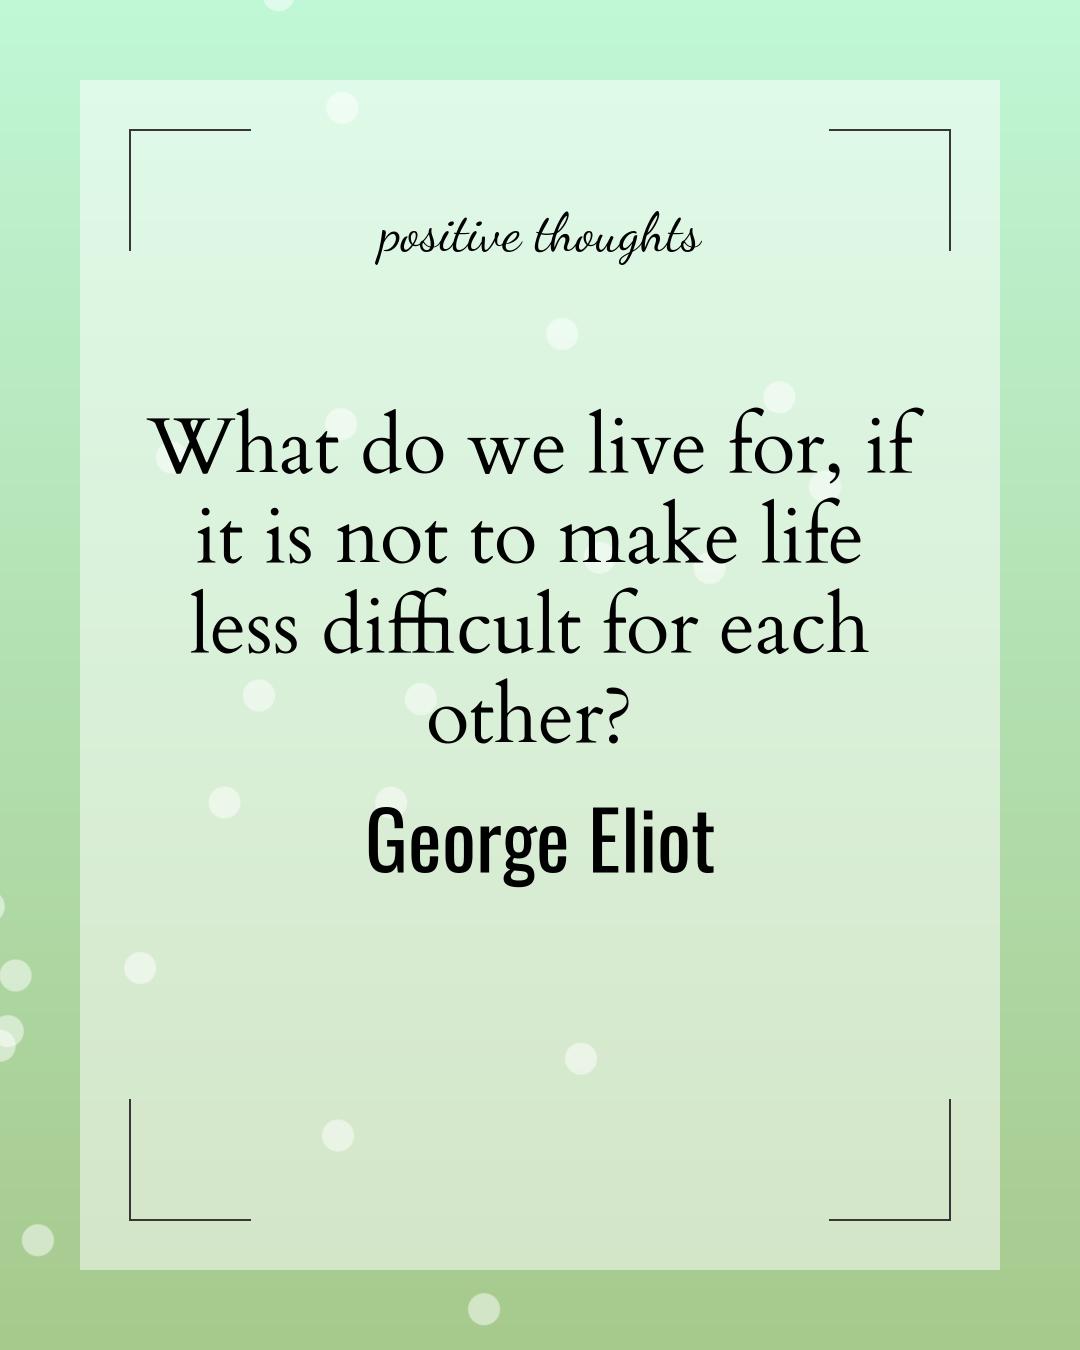 positive thoughts
What do we live for, if
it is not to make life
less difficult for each
other?
George Eliot